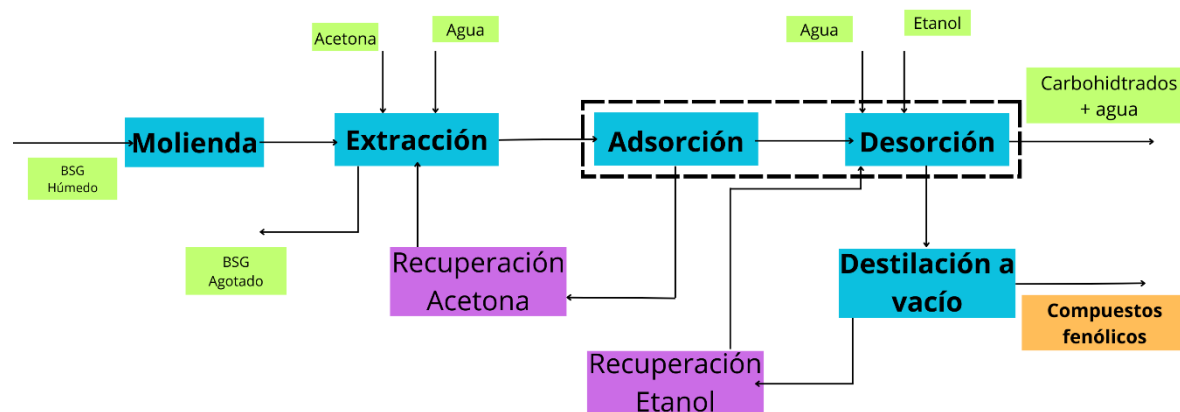 Acetona
Agua
Agua
Etanol
Carbohidtrados
+ agua
Molienda
Extracción
Adsorción
Desorción
BSG
Húmedo
BSG
Agotado
Recuperación
Acetona
Destilación a
vacío
Compuestos
fenólicos
Recuperación
Etanol